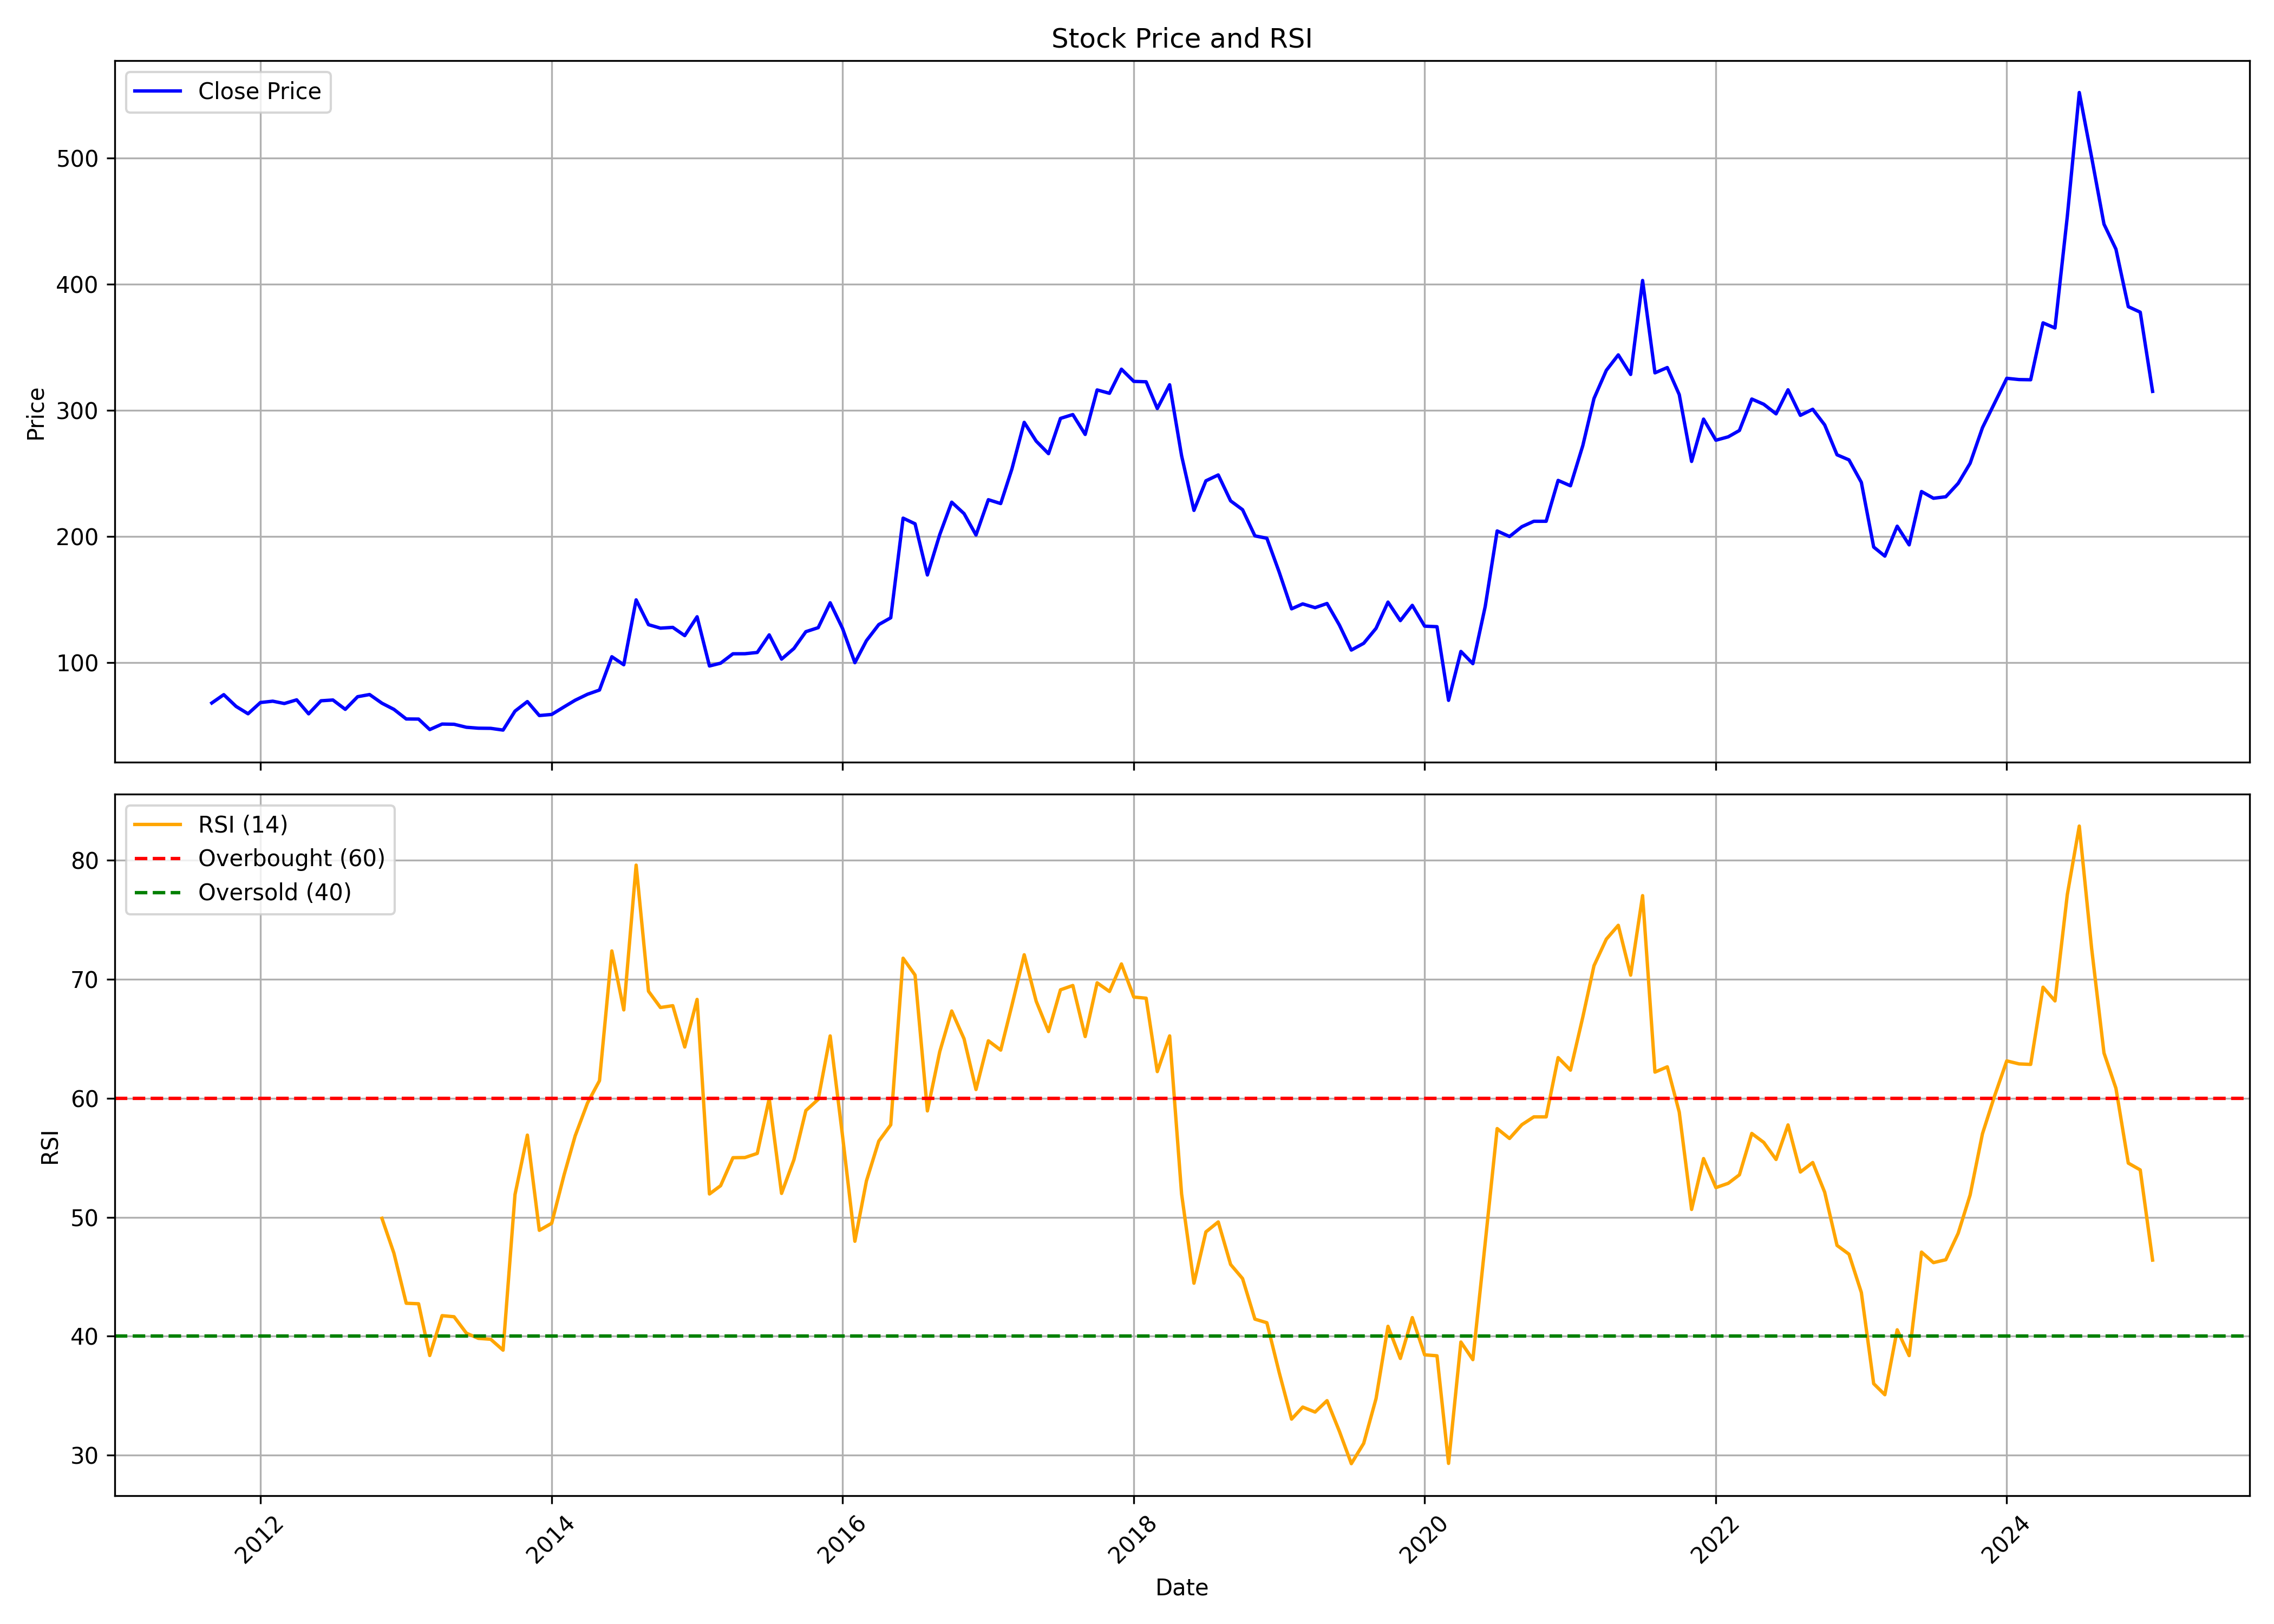 Stock Price and RSI
Close Price
500
400
300
200
100
Price
RSI (14)
Overbought (60)
Oversold (40)
80
70
60
50
40
30
RSI
2012
2014
2016
2018
2020
2022
2024
Date